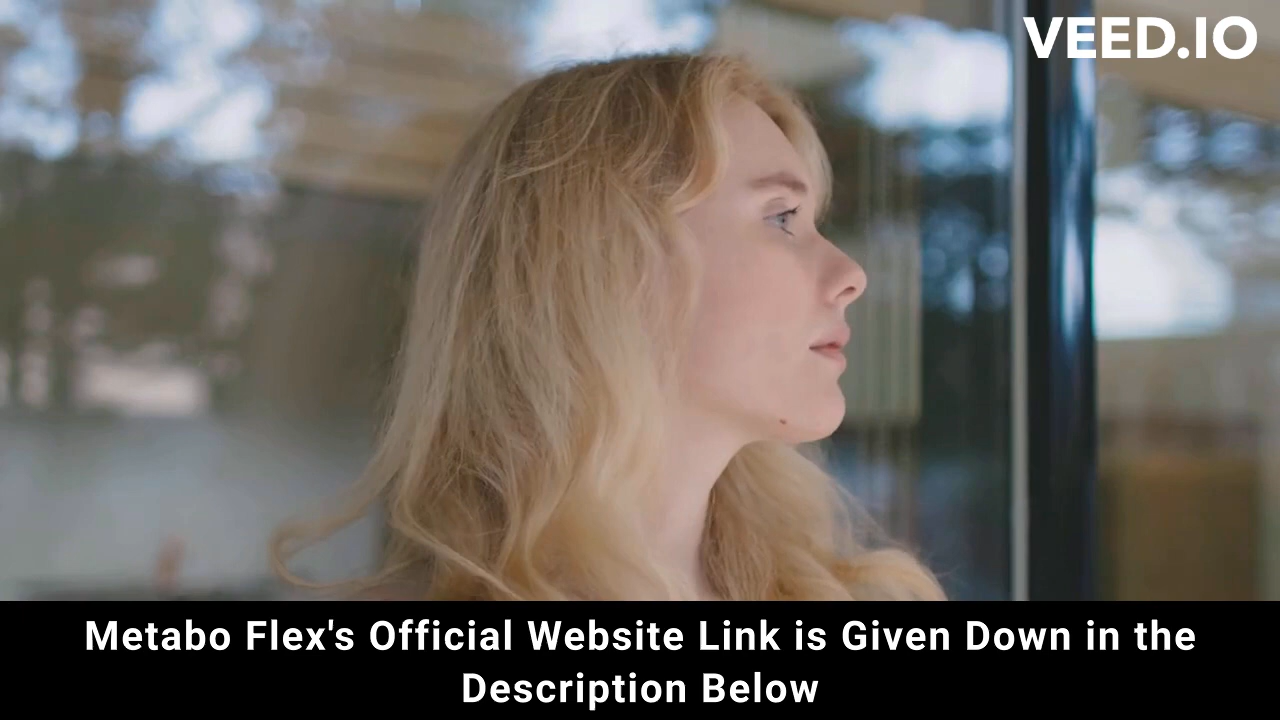 VEED.IO
Metabo Flex's Official Website Link is Given Down in the
Description Below